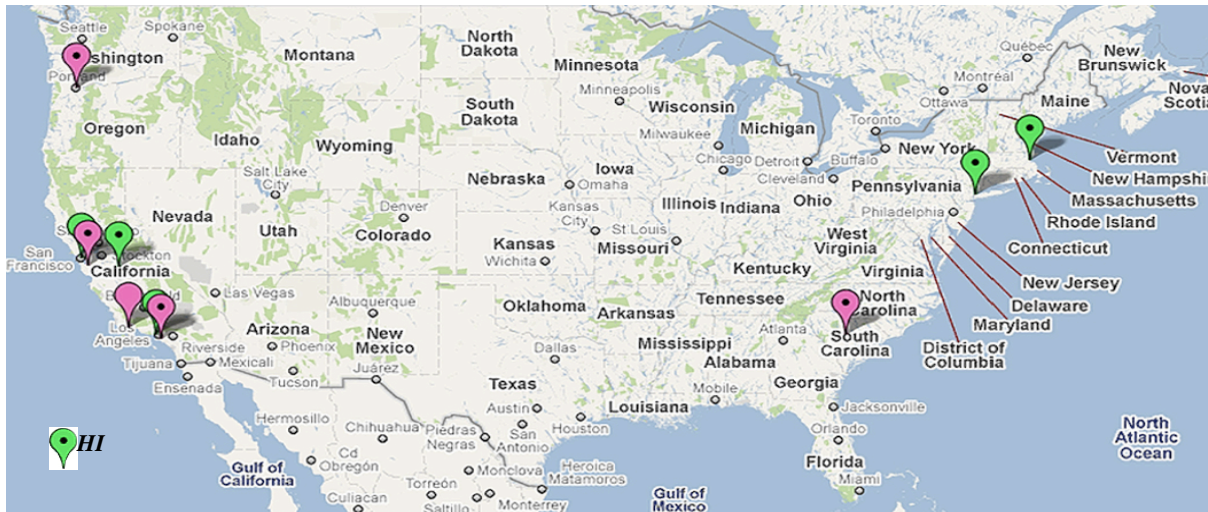 Seattle
Spokane
shington
Portland
Montana
North
Dakota
Minnesota
Minneapolis
Québec
Montréal
Ottawa
New
Brunswick
Nova
Scotia
Maine
Oregon
Idaho
Wyoming
South
Dakota
Wisconsin
Milwaukee
Michigan
Toronto
Buffalo
New York
Vermont
New Hampshire
Massachusetts
Rhode Island
Connecticut
New Jersey
Delaware
Maryland
District of
Columbia
Salt Lake
City
Nebraska
Iowa
Omaha
Chicago
Detroit
Cleveland
Pennsylvania
Philadelphia
Nevada
Utah
Denver
Colorado
Kansas
City
Kansas
Wichita
St Louis
Missouri
Illinois
Indiana
Ohio
West
Virginia
Virginia
Kentucky
San
Francisco
Stockton
California
Las Vegas
Los
Angeles
Riverside
Arizona
Phoenix
Albuquerque
New
Mexico
Oklahoma
Arkansas
Tennessee
North
Carolina
South
Carolina
Atlanta
Mississippi
Alabama
Georgia
Tijuana
Mexicali
Ensenada
Tucson
Juárez
Dallas
Texas
Austin
San
Antonio
Houston
Louisiana
Mobile
Jacksonville
Orlando
Florida
Miami
Hermosillo
Chihuahua
Piedras
Negras
Cd
Obregón
Monclova
Heroica
Matamoros
Torreón
Culiacan
Saltillo
Monterrey
Gulf of
California
Gulf of
Mexico
North
Atlantic
Ocean
HI